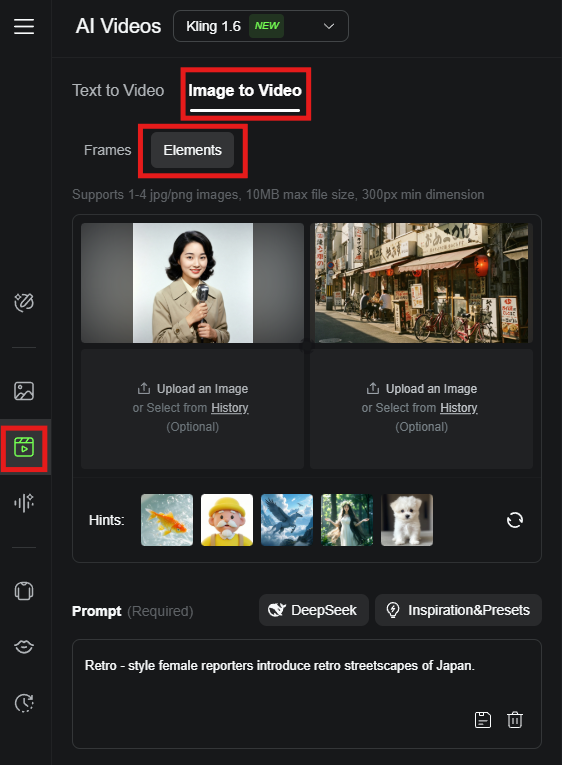 AI Videos
Kling 1.6 NEW
Text to Video Image to Video
Frames Elements
Supports 1-4 jpg/png images, 10MB max file size, 300px min dimension
Upload an Image
or Select from History
(Optional)
Upload an Image
or Select from History
(Optional)
Hints:
Prompt (Required)
DeepSeek
Inspiration&Presets
Retro - style female reporters introduce retro streetscapes of Japan.